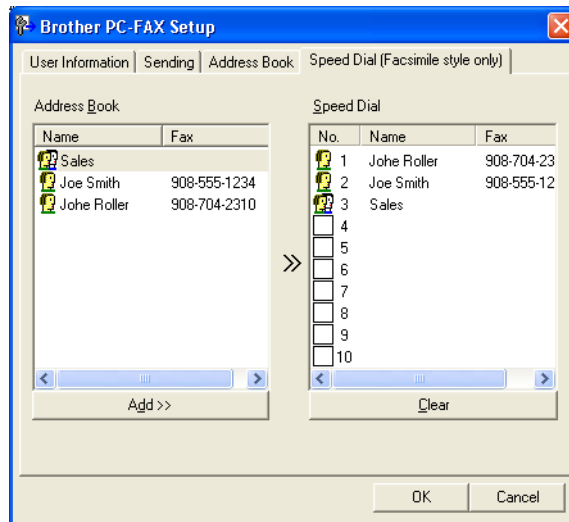 Brother PC-FAX Setup
User Information Sending Address Book Speed Dial (Facsimile style only)
Address Book Speed Dial
Name Fax No. Name Fax
Sales 1 Johe Roller 908-704-23
Joe Smith 908-555-1234 2 Joe Smith 908-555-12
Johe Roller 908-704-2310 3 Sales
4
5
6
7
8
9
10
Add >> Clear
OK Cancel